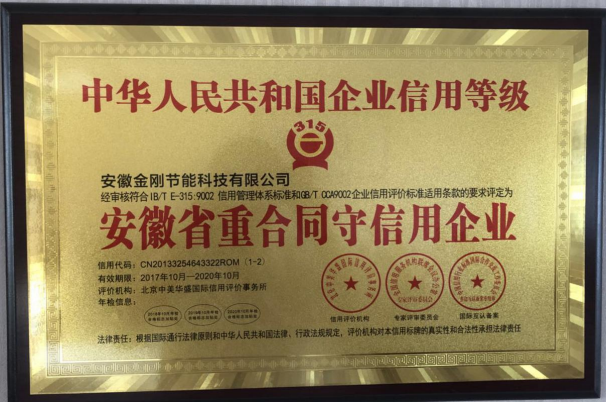 中华人民共和国企业信用等级
315
安徽金刚节能科技有限公司
经审核符合IB/T E-315:9002 信用管理体系标准和GB/T CCA9002企业信用评价标准适用条款的要求评定为
安徽省重合同守信用企业
信用代码：CN20133254643322ROM（1-2）
有效期限：2017年10月—2020年10月
评价机构：北京中美华盛国际信用评价事务所
年检信息：
信用评价机构
专家评审委员会
国际互认备案
法律责任：根据国际通行法律原则和中华人民共和国法律、行政法规规定，评价机构对本信用标牌的真实性和合法性承担法律责任